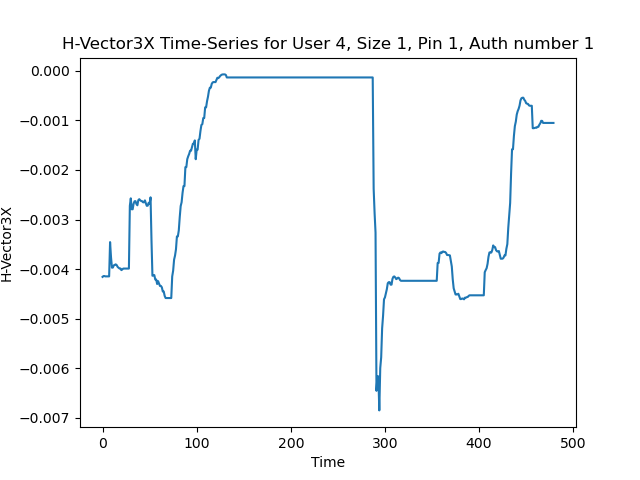 H-Vector3X Time-Series for User 4, Size 1, Pin 1, Auth number 1
0.000
−0.001
−0.002
−0.003
−0.004
−0.005
−0.006
−0.007
H-Vector3X
0 100 200 300 400 500
Time